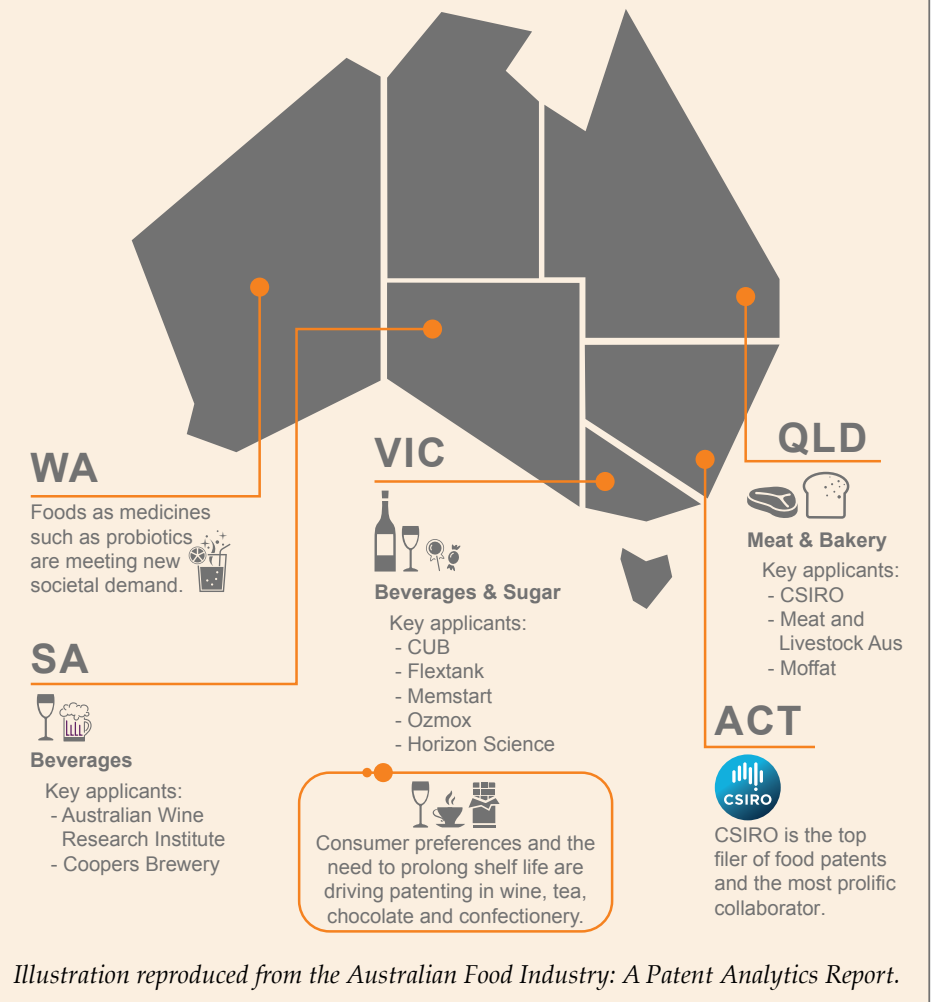 WA
Foods as medicines
such as probiotics
are meeting new
societal demand.
SA
Beverages
Key applicants:
- Australian Wine
Research Institute
- Coopers Brewery
VIC
Beverages & Sugar
Key applicants:
- CUB
- Flextank
- Memstart
- Ozmox
- Horizon Science
Consumer preferences and the
need to prolong shelf life are
driving patenting in wine, tea,
chocolate and confectionery.
QLD
Meat & Bakery
Key applicants:
- CSIRO
- Meat and
Livestock Aus
- Moffat
ACT
CSIRO
CSIRO is the top
filer of food patents
and the most prolific
collaborator.
Illustration reproduced from the Australian Food Industry: A Patent Analytics Report.